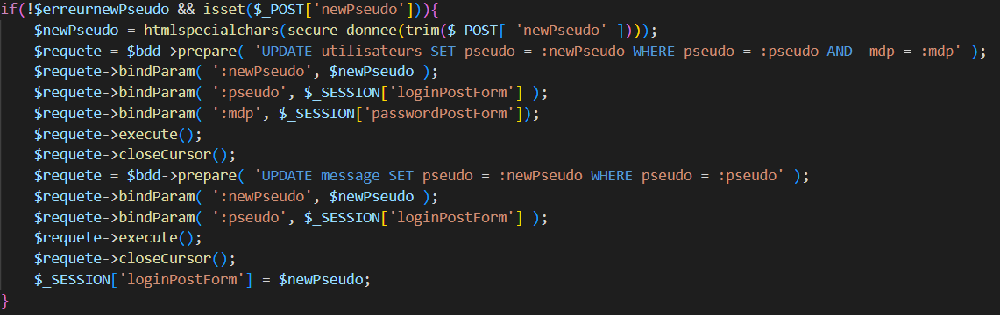 if(!$erreurnewPseudo && isset($_POST['newPseudo'])){
    $newPseudo = htmlspecialchars(secure_donnee(trim($_POST[ 'newPseudo' ])));
    $requete = $bdd->prepare( 'UPDATE utilisateurs SET pseudo = :newPseudo WHERE pseudo = :pseudo AND  mdp = :mdp' );
    $requete->bindParam( ':newPseudo', $newPseudo );
    $requete->bindParam( ':pseudo', $_SESSION['loginPostForm'] );
    $requete->bindParam( ':mdp', $_SESSION['passwordPostForm']);
    $requete->execute();
    $requete->closeCursor();
    $requete = $bdd->prepare( 'UPDATE message SET pseudo = :newPseudo WHERE pseudo = :pseudo' );
    $requete->bindParam( ':newPseudo', $newPseudo );
    $requete->bindParam( ':pseudo', $_SESSION['loginPostForm'] );
    $requete->execute();
    $requete->closeCursor();
    $_SESSION['loginPostForm'] = $newPseudo;
}